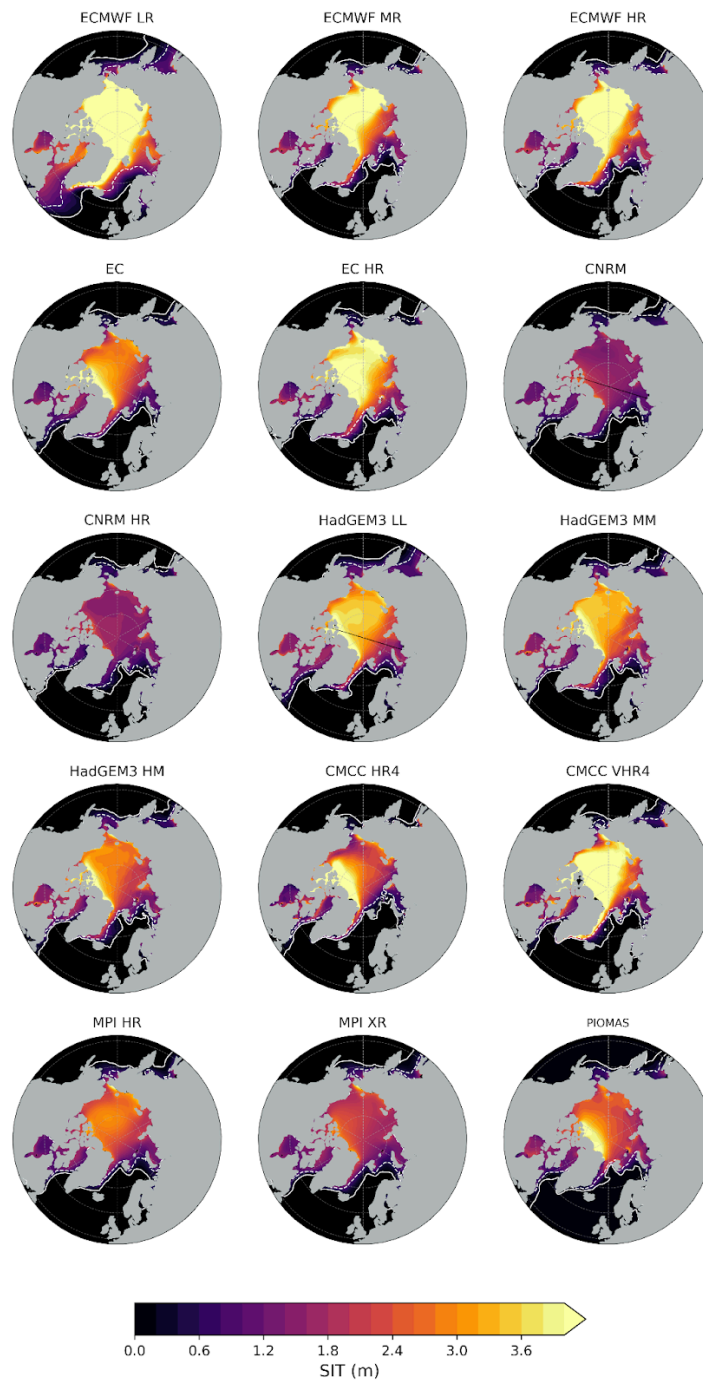 ECMWF LR ECMWF MR ECMWF HR
EC EC HR CNRM
CNRM HR HadGEM3 LL HadGEM3 MM
HadGEM3 HM CMCC HR4 CMCC VHR4
MPI HR MPI XR PIOMAS
0.0 0.6 1.2 1.8 2.4 3.0 3.6
SIT (m)